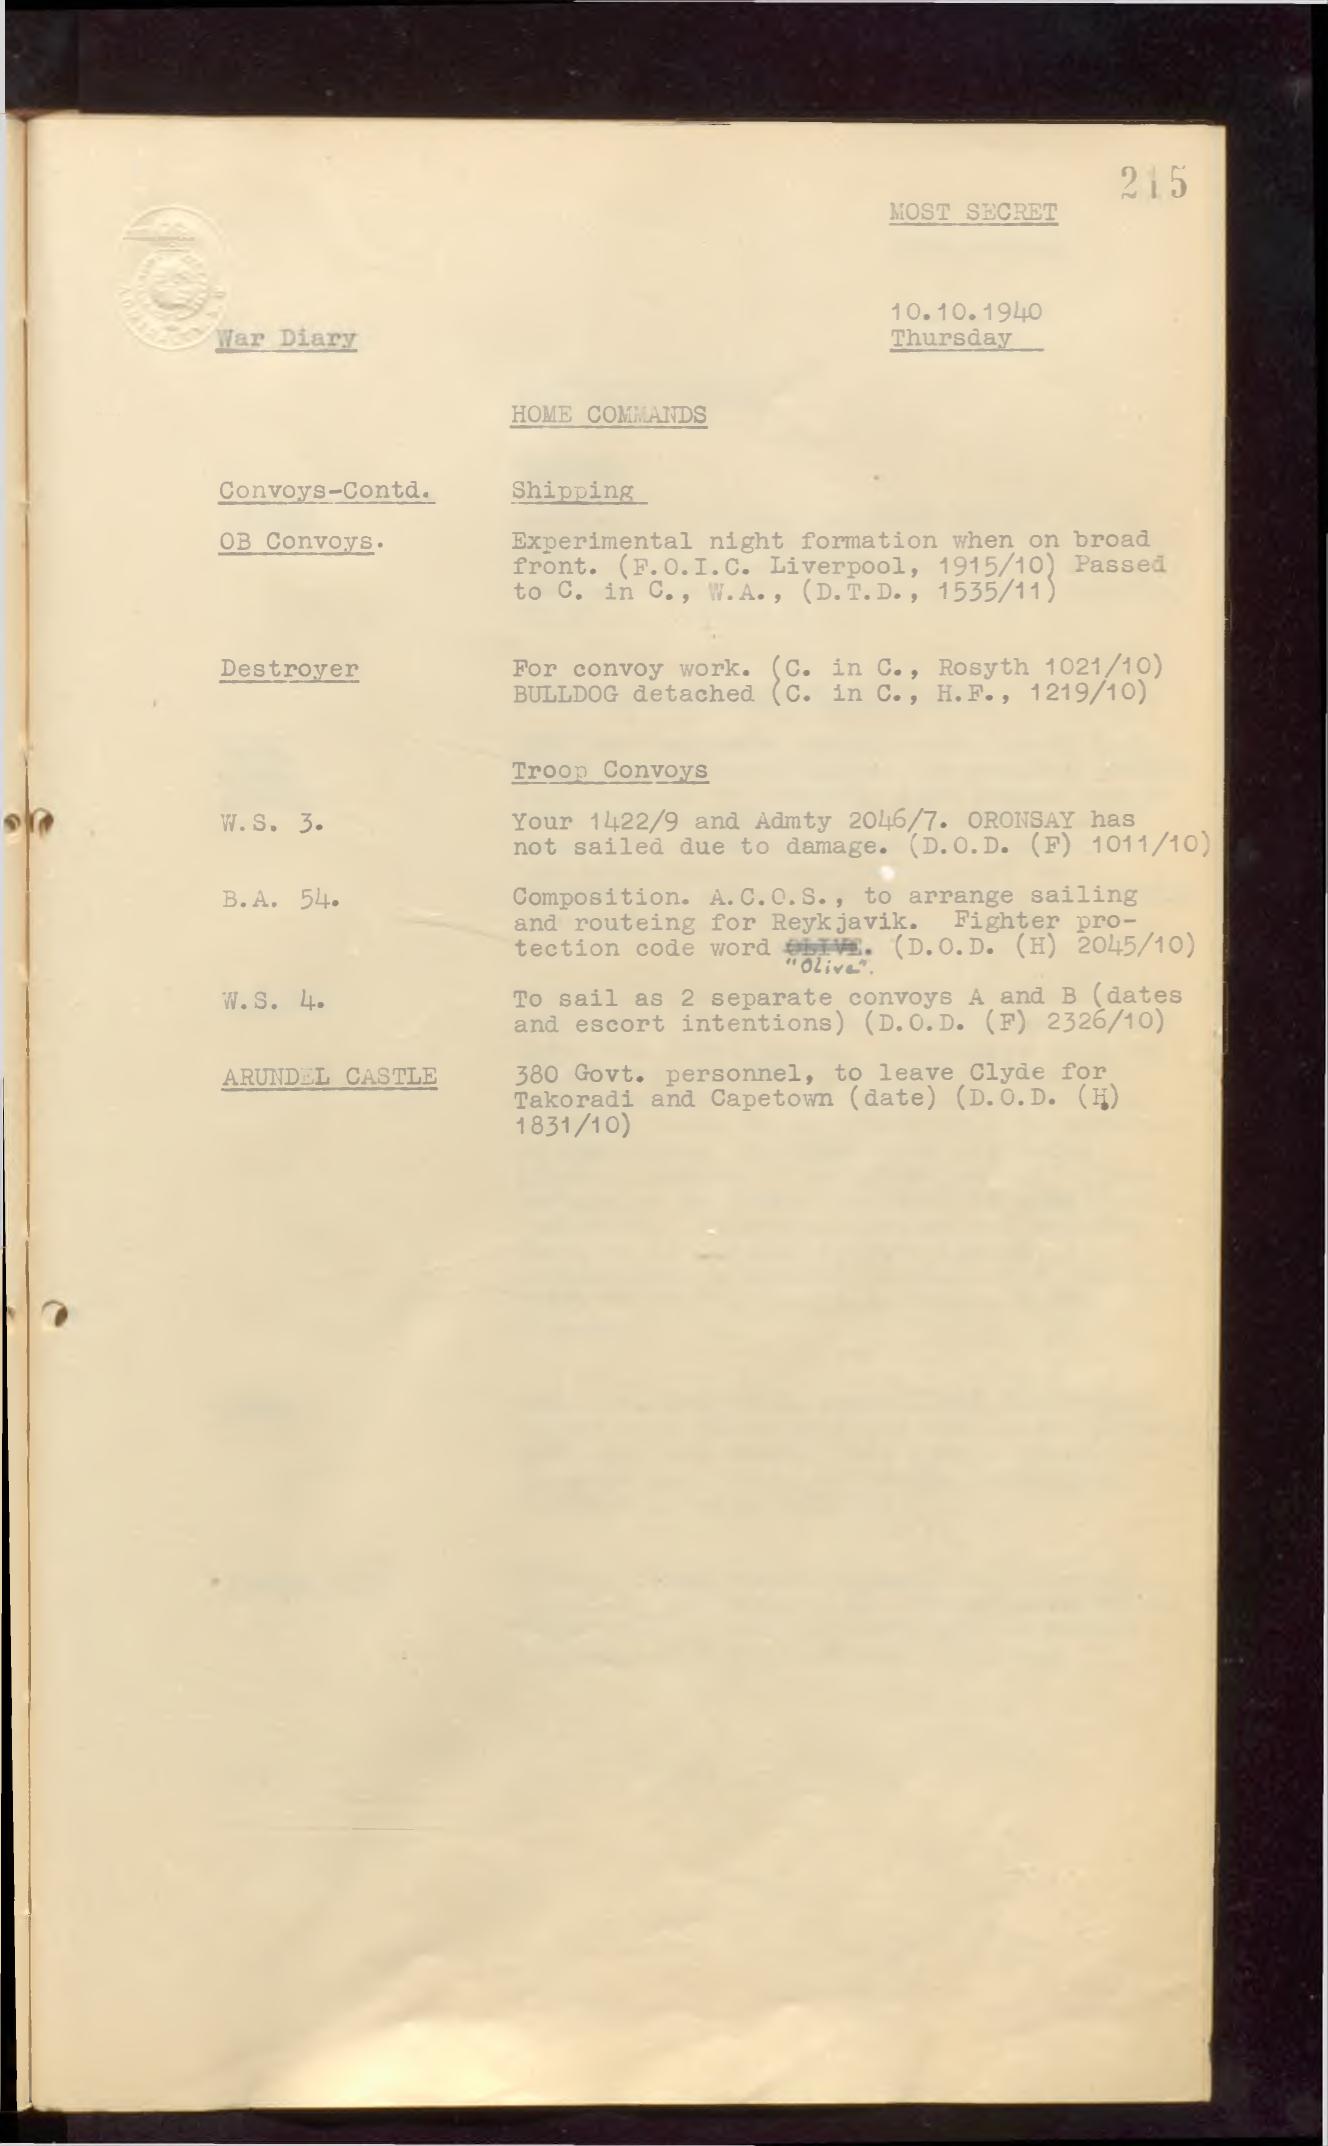 215
MOST SECRET
10.10.1940
War Diary Thursday
HOME COMMANDS
Convoys-Contd. Shipping
OB Convoys. Experimental night formation when on broad
front. (F.O.I.C. Liverpool, 1915/10) Passed
to C. in C., W.A., (D.T.D., 1535/11)
Destroyer For convoy work. (C. in C., Rosyth 1021/10)
BULLDOG detached (C. in C., H.F., 1219/10)
Troop Convoys
W.S. 3. Your 1422/9 and Admty 2046/7. ORONSAY has
not sailed due to damage. (D.O.D. (F) 1011/10)
B.A. 54. Composition. A.C.O.S., to arrange sailing
and routeing for Reykjavik. Fighter pro-
tection code word OLIVE. (D.O.D. (H) 2045/10)
"Olive".
W.S. 4. To sail as 2 separate convoys A and B (dates
and escort intentions) (D.O.D. (F) 2326/10)
ARUNDEL CASTLE 380 Govt. personnel, to leave Clyde for
Takoradi and Capetown (date) (D.O.D. (H)
1831/10)